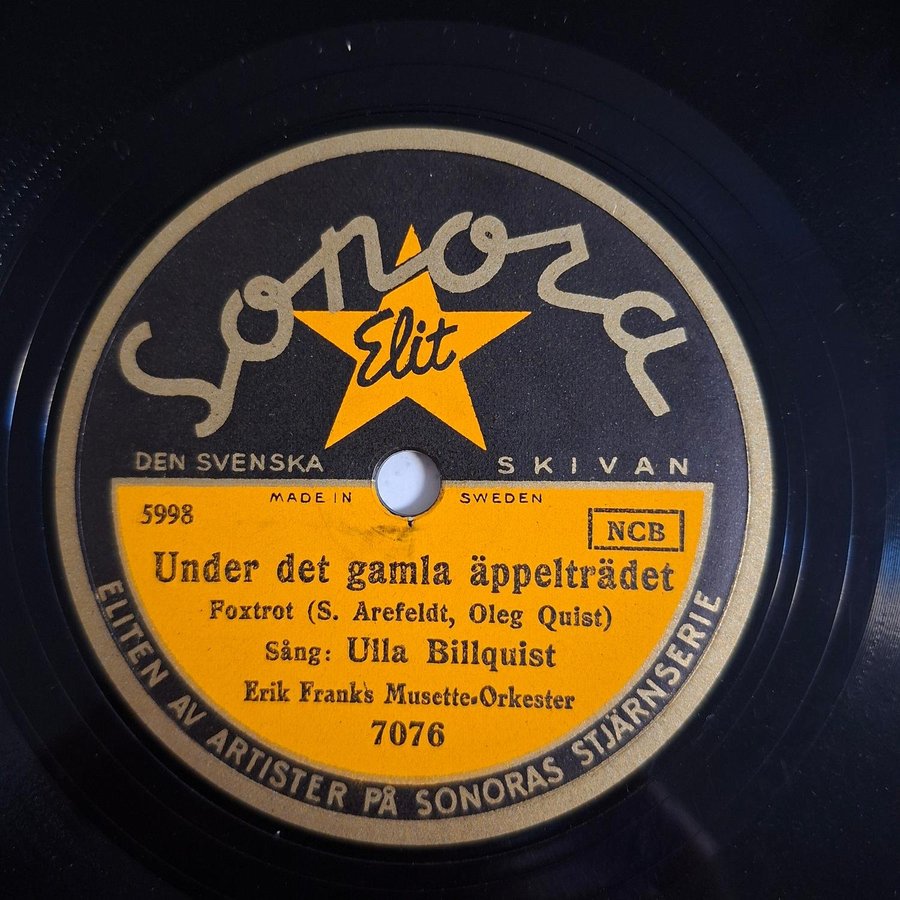 Sonora
Elit
DEN SVENSKA SKIVAN
MADE IN SWEDEN
5998
NCB
Under det gamla äppelträdet
Foxtrot (S. Arefeldt, Oleg Quist)
Sång: Ulla Billquist
Erik Frank's Musette-Orkester
7076
ELITEN AV ARTISTER PÅ SONORAS STJÄRNSERIE